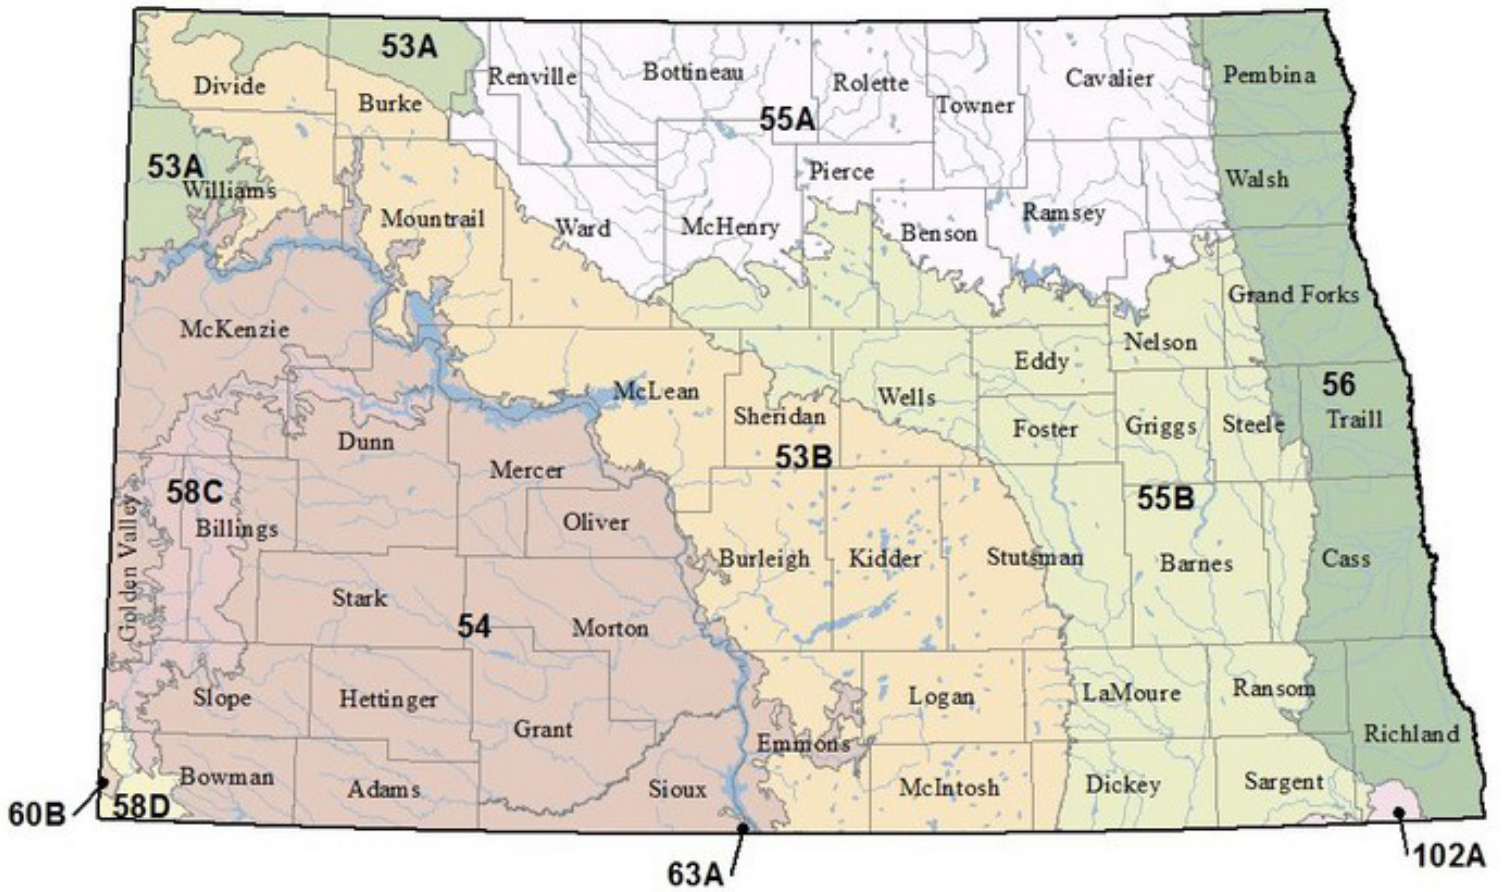 53A
Divide
Burke
Renville
Bottineau
Rolette
Towner
Cavalier
Pembina
55A
53A
Williams
Mountrail
Ward
McHenry
Pierce
Benson
Ramsey
Walsh
Grand Forks
McKenzie
McLean
Sheridan
Wells
Eddy
Nelson
Foster
Griggs
Steele
56
Traill
Dunn
Mercer
53B
55B
58C
Billings
Golden Valley
Oliver
Burleigh
Kidder
Stutsman
Barnes
Cass
Stark
54
Morton
Slope
Hettinger
Grant
Emmons
Logan
LaMoure
Ransom
Richland
Bowman
Adams
Sioux
McIntosh
Dickey
Sargent
60B
58D
63A
102A